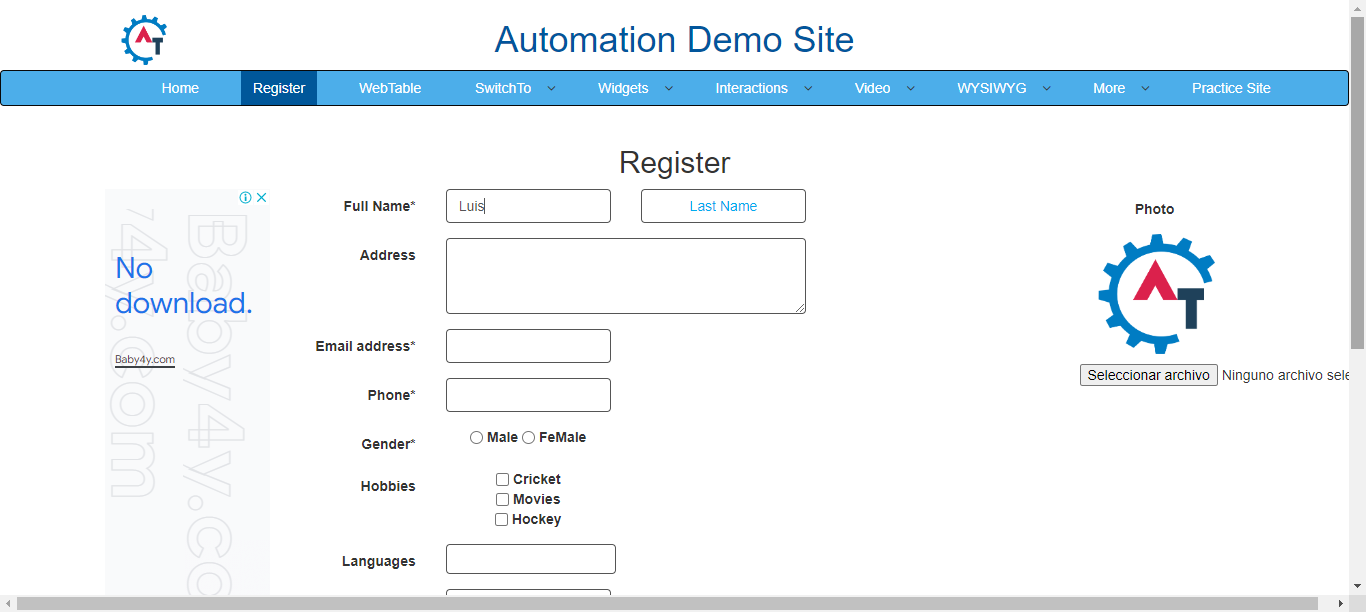 Automation Demo Site
Home Register WebTable SwitchTo Widgets Interactions Video WYSIWYG More Practice Site
Register
Full Name* Luis Last Name
Photo
Address
No
download.
Baby4y.com
Email address*
Phone*
Seleccionar archivo Ninguno archivo sele
Gender* Male FeMale
Hobbies Cricket
Movies
Hockey
Languages